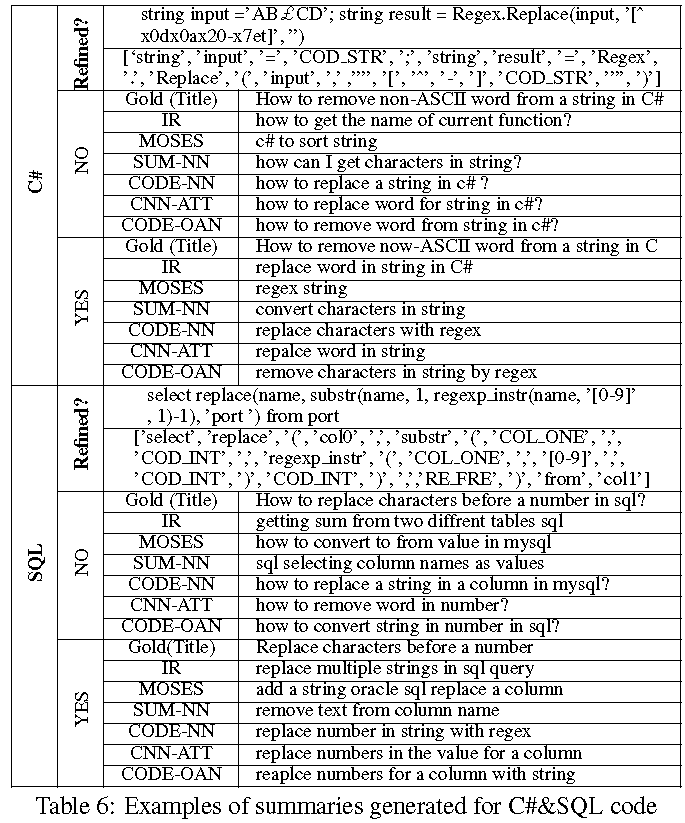 string input ='AB£CD'; string result = Regex.Replace(input, '[^
x0dx0ax20-x7et]', '')
['string', 'input', '=', 'COD_STR', ';', 'string', 'result', '=', 'Regex',
'.', 'Replace', '(', 'input', ',' ,'"', '[', '^', '-', ']', 'COD_STR', '"', ')']
Refined?
C#
NO
Gold (Title) How to remove non-ASCII word from a string in C#
IR how to get the name of current function?
MOSES c# to sort string
SUM-NN how can I get characters in string?
CODE-NN how to replace a string in c# ?
CNN-ATT how to replace word for string in c#?
CODE-OAN how to remove word from string in c#?
YES
Gold (Title) How to remove now-ASCII word from a string in C
IR replace word in string in C#
MOSES regex string
SUM-NN convert characters in string
CODE-NN replace characters with regex
CNN-ATT repalce word in string
CODE-OAN remove characters in string by regex
Refined?
select replace(name, substr(name, 1, regexp_instr(name, '[0-9]'
, 1)-1), 'port ') from port
['select', 'replace', '(', 'col0', ',', 'substr', '(', 'COL_ONE', ',',
'COD_INT', ',', 'regexp_instr', '(', 'COL_ONE', ',', '[0-9]', ',',
'COD_INT', ')', 'COD_INT', ')', ',','RE_FRE', ')', 'from', 'col1']
SQL
NO
Gold (Title) How to replace characters before a number in sql?
IR getting sum from two diffrent tables sql
MOSES how to convert to from value in mysql
SUM-NN sql selecting column names as values
CODE-NN how to replace a string in a column in mysql?
CNN-ATT how to remove word in number?
CODE-OAN how to convert string in number in sql?
YES
Gold(Title) Replace characters before a number
IR replace multiple strings in sql query
MOSES add a string oracle sql replace a column
SUM-NN remove text from column name
CODE-NN replace number in string with regex
CNN-ATT replace numbers in the value for a column
CODE-OAN reaplce numbers for a column with string
Table 6: Examples of summaries generated for C#&SQL code